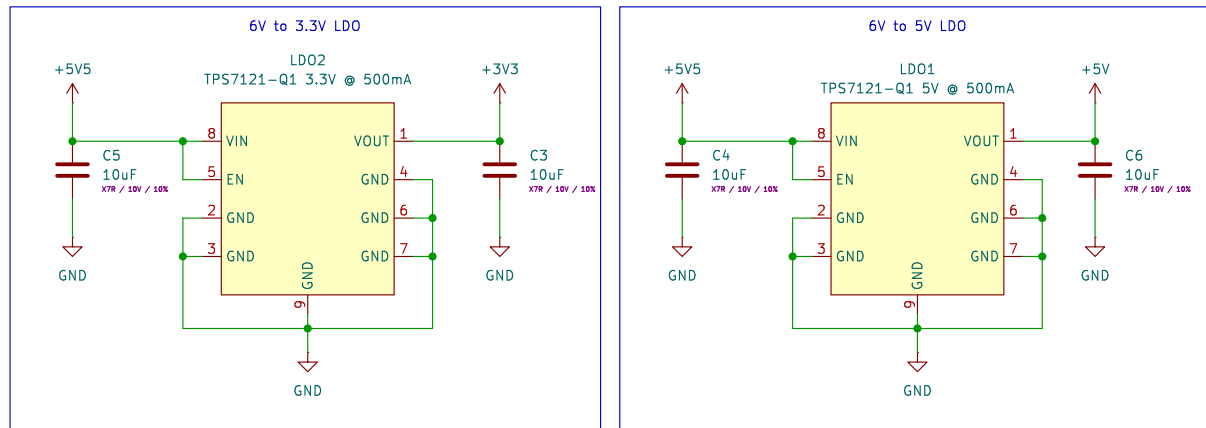 6V to 3.3V LDO
LDO2
TPS7121-Q1 3.3V @ 500mA
+5V5
+3V3
8 VIN
VOUT 1
C5
10uF
X7R / 10V / 10%
5 EN
GND 4
C3
10uF
X7R / 10V / 10%
2 GND
GND 6
3 GND
GND 7
GND
9
GND
GND
GND
6V to 5V LDO
LDO1
TPS7121-Q1 5V @ 500mA
+5V5
+5V
8 VIN
VOUT 1
C4
10uF
X7R / 10V / 10%
5 EN
GND 4
C6
10uF
X7R / 10V / 10%
2 GND
GND 6
3 GND
GND 7
GND
9
GND
GND
GND